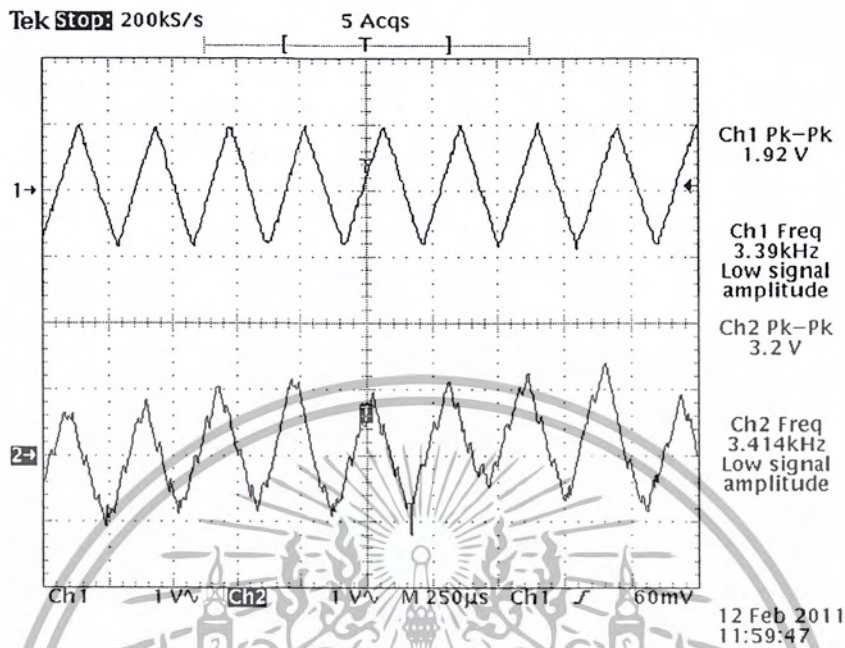 Tek Stop: 200kS/s 5 Acqs
[ T ]
Ch1 Pk-Pk
1.92 V
1→
Ch1 Freq
3.39kHz
Low signal
amplitude
Ch2 Pk-Pk
3.2 V
Ch2 Freq
3.414kHz
Low signal
amplitude
2→
Ch1 1 V Ch2 1 V M 250µs Ch1 60mV
12 Feb 2011
11:59:47